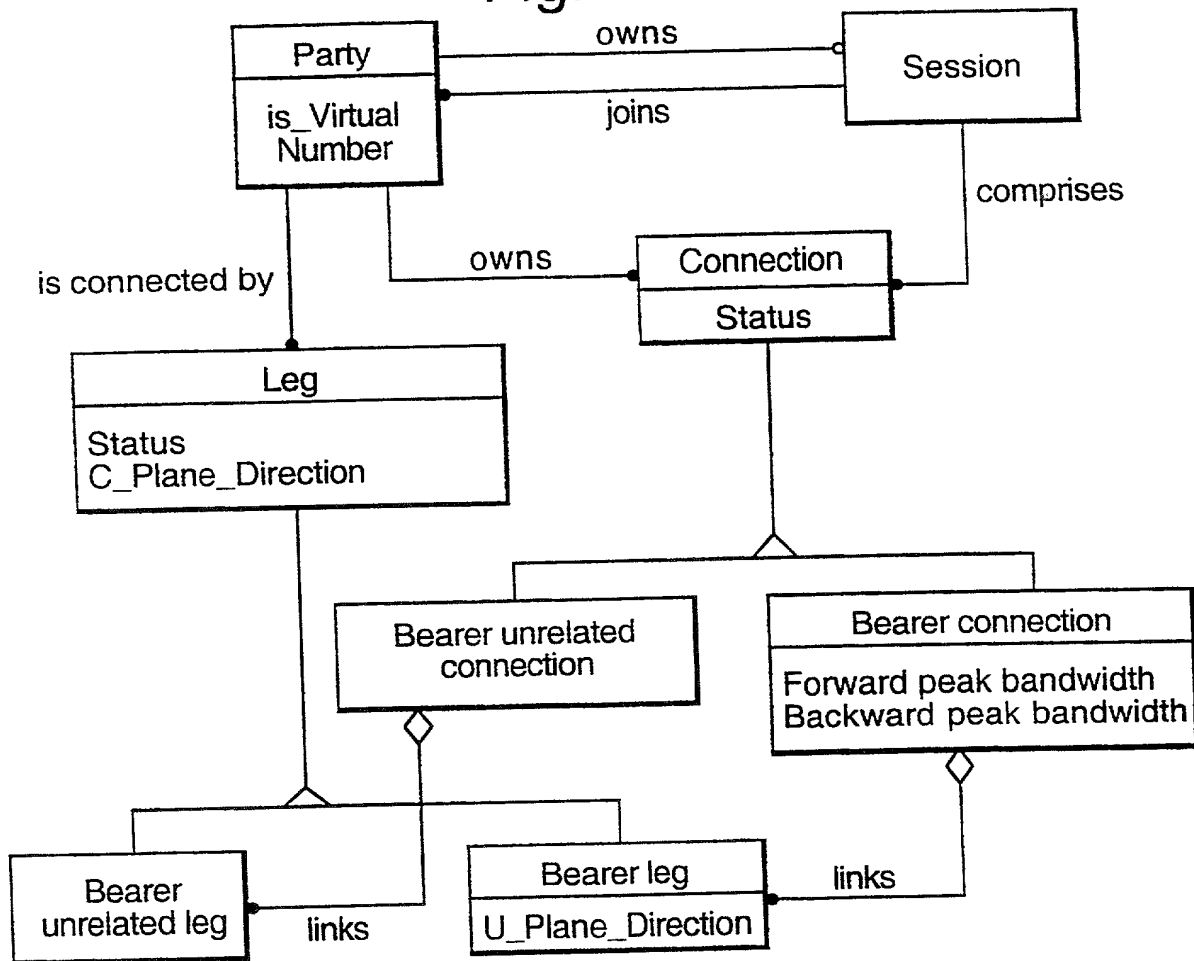 Party
is_Virtual
Number
owns
joins
Session
comprises
is connected by
owns
Connection
Status
Leg
Status
C_Plane_Direction
Bearer unrelated
connection
Bearer connection
Forward peak bandwidth
Backward peak bandwidth
Bearer
unrelated leg
links
Bearer leg
U_Plane_Direction
links